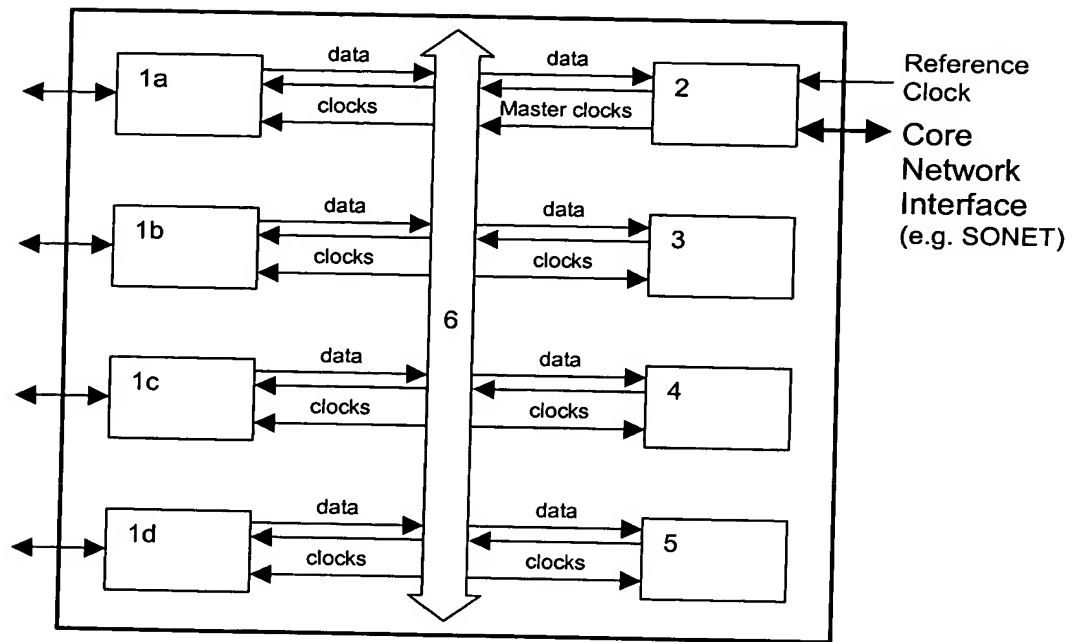 data
data
1a
2
Reference
Clock
clocks
Master clocks
Core
Network
Interface
(e.g. SONET)
data
data
1b
3
clocks
clocks
6
data
data
1c
4
clocks
clocks
data
data
1d
5
clocks
clocks